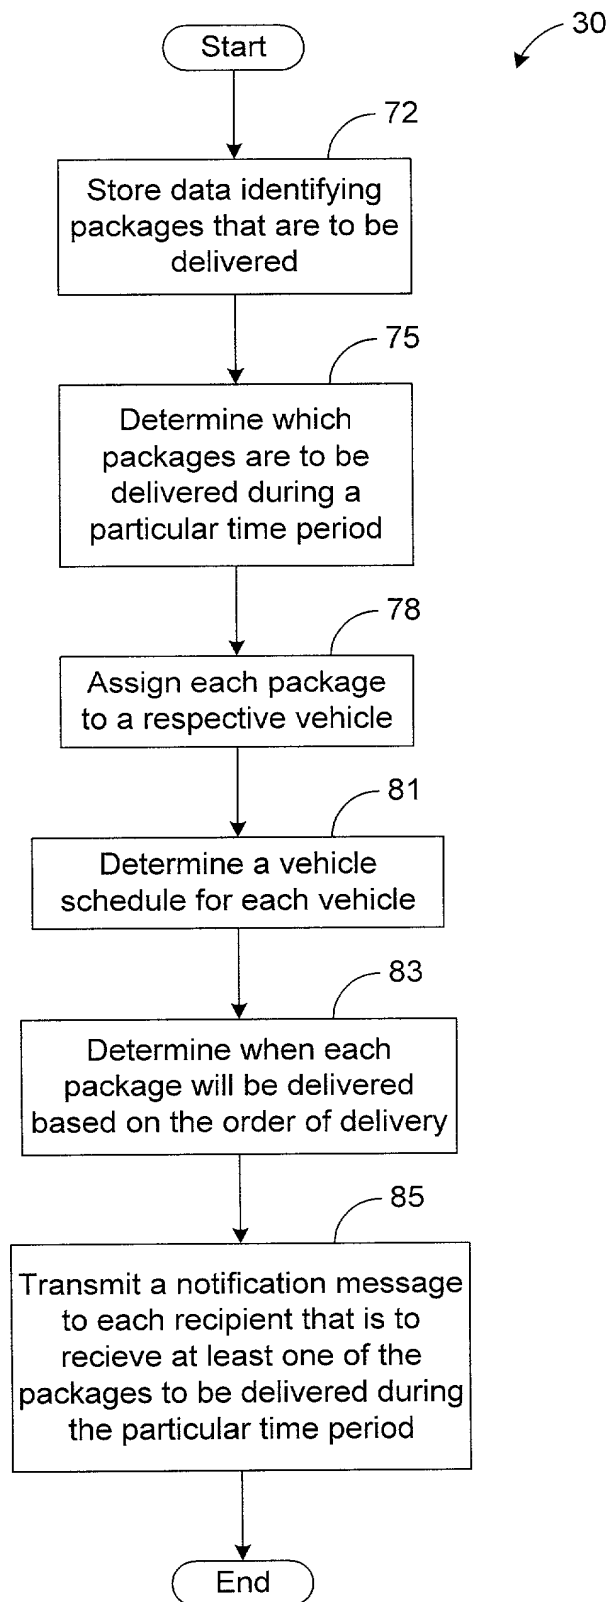 30
Start
72
Store data identifying
packages that are to be
delivered
75
Determine which
packages are to be
delivered during a
particular time period
78
Assign each package
to a respective vehicle
81
Determine a vehicle
schedule for each vehicle
83
Determine when each
package will be delivered
based on the order of delivery
85
Transmit a notification message
to each recipient that is to
recieve at least one of the
packages to be delivered during
the particular time period
End